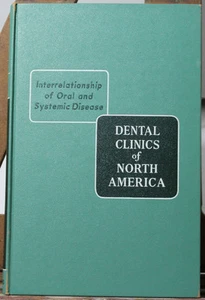 Interrelationship
of Oral and
Systemic Disease
DENTAL
CLINICS
of
NORTH
AMERICA